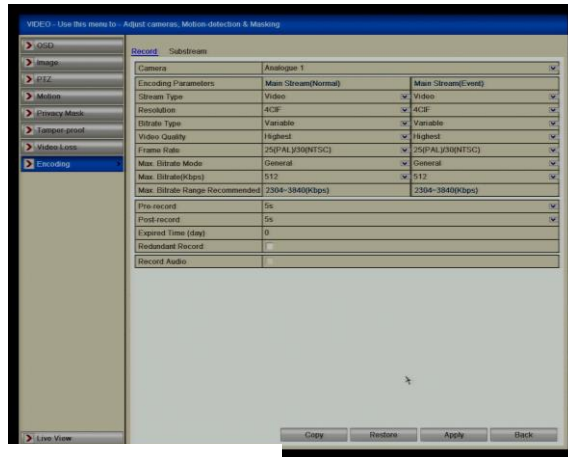 VIDEO - Use this menu to - Adjust cameras, Motion-detection & Masking
OSD
Image
PTZ
Motion
Privacy Mask
Tamper-proof
Video Loss
Encoding
Live View
Record Substream
Camera Analogue 1
Encoding Parameters Main Stream(Normal) Main Stream(Event)
Stream Type Video Video
Resolution 4CIF 4CIF
Bitrate Type Variable Variable
Video Quality Highest Highest
Frame Rate 25(PAL)/30(NTSC) 25(PAL)/30(NTSC)
Max. Bitrate Mode General General
Max. Bitrate(Kbps) 512 512
Max. Bitrate Range Recommended 2304~3840(Kbps) 2304~3840(Kbps)
Pre-record 5s
Post-record 5s
Expired Time (day) 0
Redundant Record
Record Audio
Copy Restore Apply Back